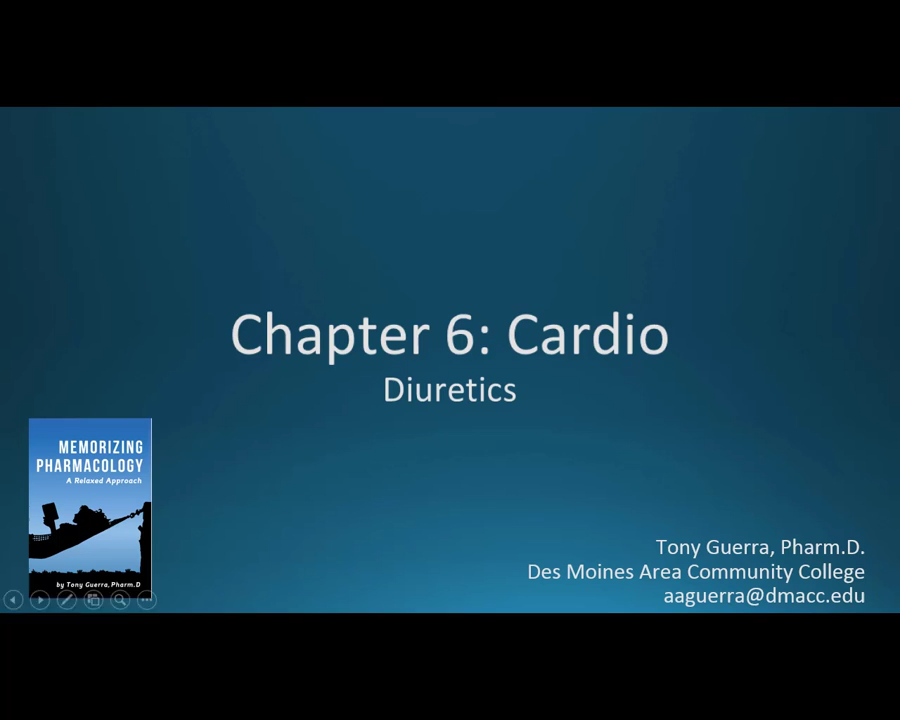 Chapter 6: Cardio
Diuretics
MEMORIZING
PHARMACOLOGY
A Relaxed Approach
by Tony Guerra, Pharm.D
Tony Guerra, Pharm.D.
Des Moines Area Community College
aaguerra@dmacc.edu